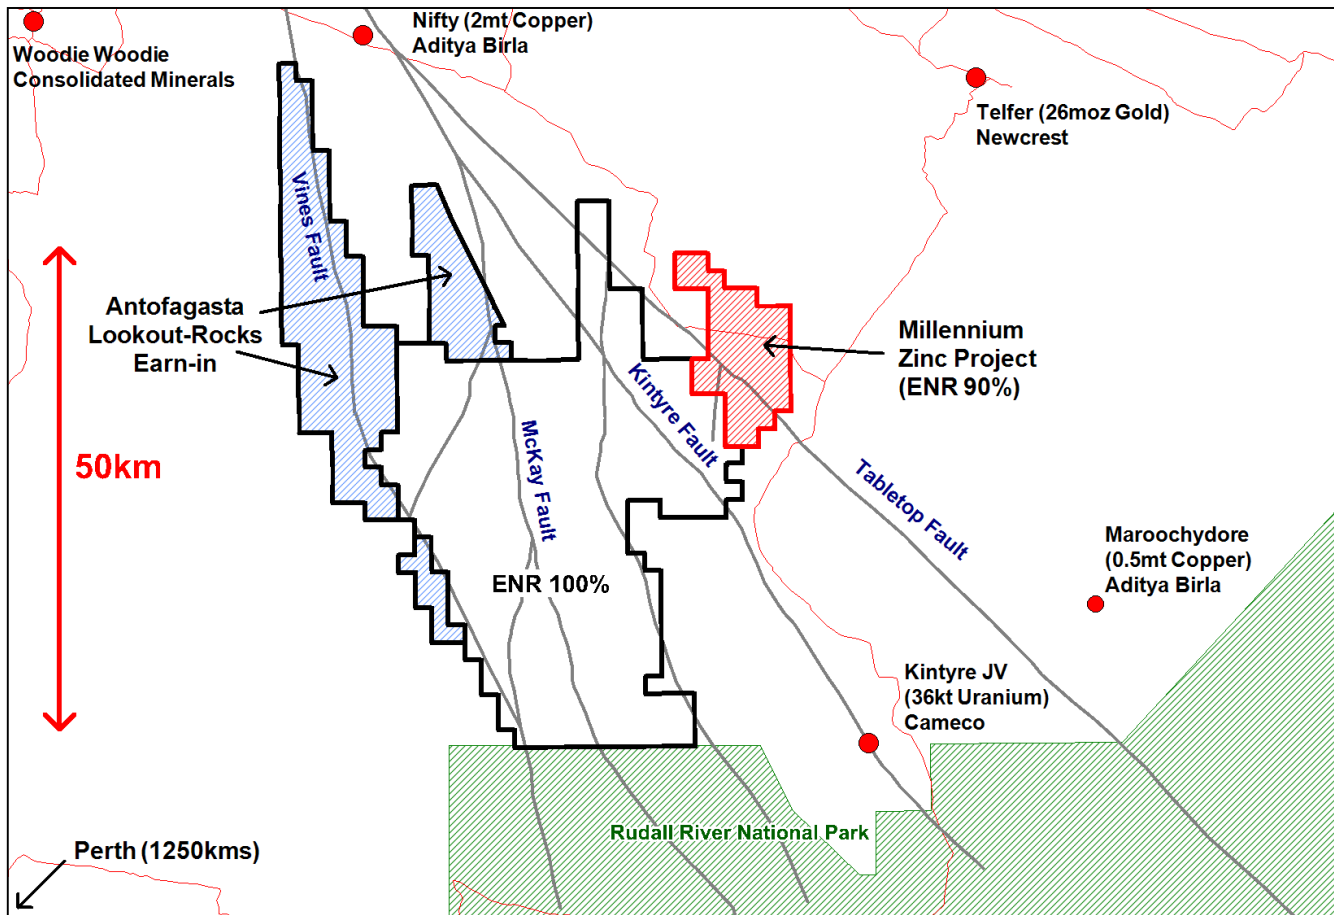 Nifty (2mt Copper)
Aditya Birla
Woodie Woodie
Consolidated Minerals
Telfer (26moz Gold)
Newcrest
Vines Fault
Antofagasta
Lookout-Rocks
Earn-in
Millennium
Zinc Project
(ENR 90%)
Kintyre Fault
McKay Fault
50km
Tabletop Fault
Maroochydore
(0.5mt Copper)
Aditya Birla
ENR 100%
Kintyre JV
(36kt Uranium)
Cameco
Rudall River National Park
Perth (1250kms)